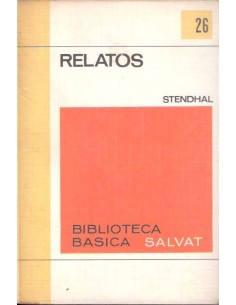 26
RELATOS
STENDHAL
BIBLIOTECA
BASICA SALVAT